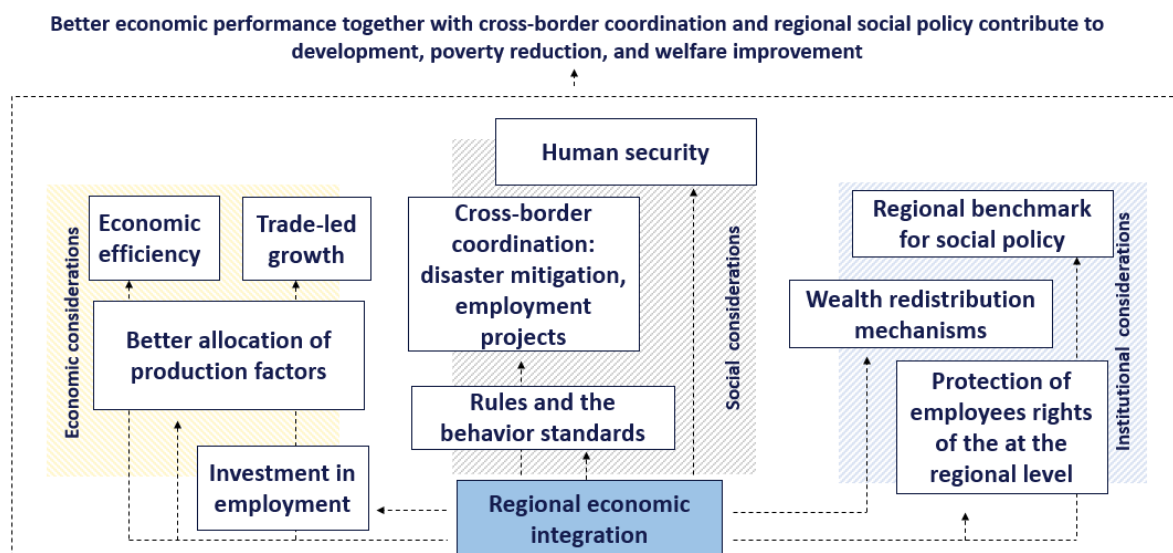 Better economic performance together with cross-border coordination and regional social policy contribute to
development, poverty reduction, and welfare improvement
Human security
Economic
efficiency
Trade-led
growth
Cross-border
coordination:
disaster mitigation,
employment
projects
Regional benchmark
for social policy
Wealth redistribution
mechanisms
Better allocation of
production factors
Rules and the
behavior standards
Protection of
employees rights
of the at the
regional level
Investment in
employment
Regional economic
integration
Economic considerations
Social considerations
Institutional considerations